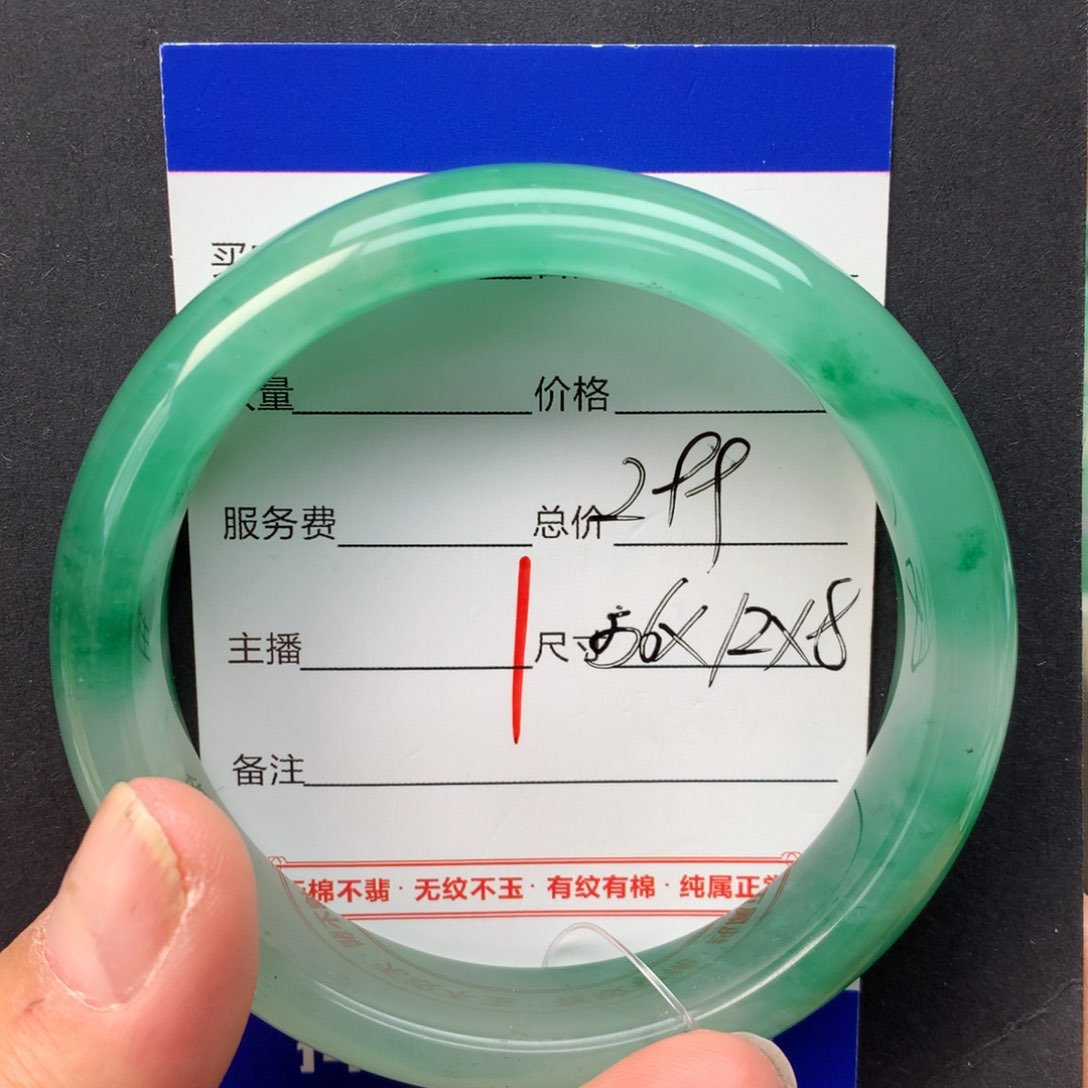 买
量 价格
服务费 总价 299
主播 尺寸 56X12X8
备注
无棉不翡·无纹不玉·有纹有棉·纯属正常